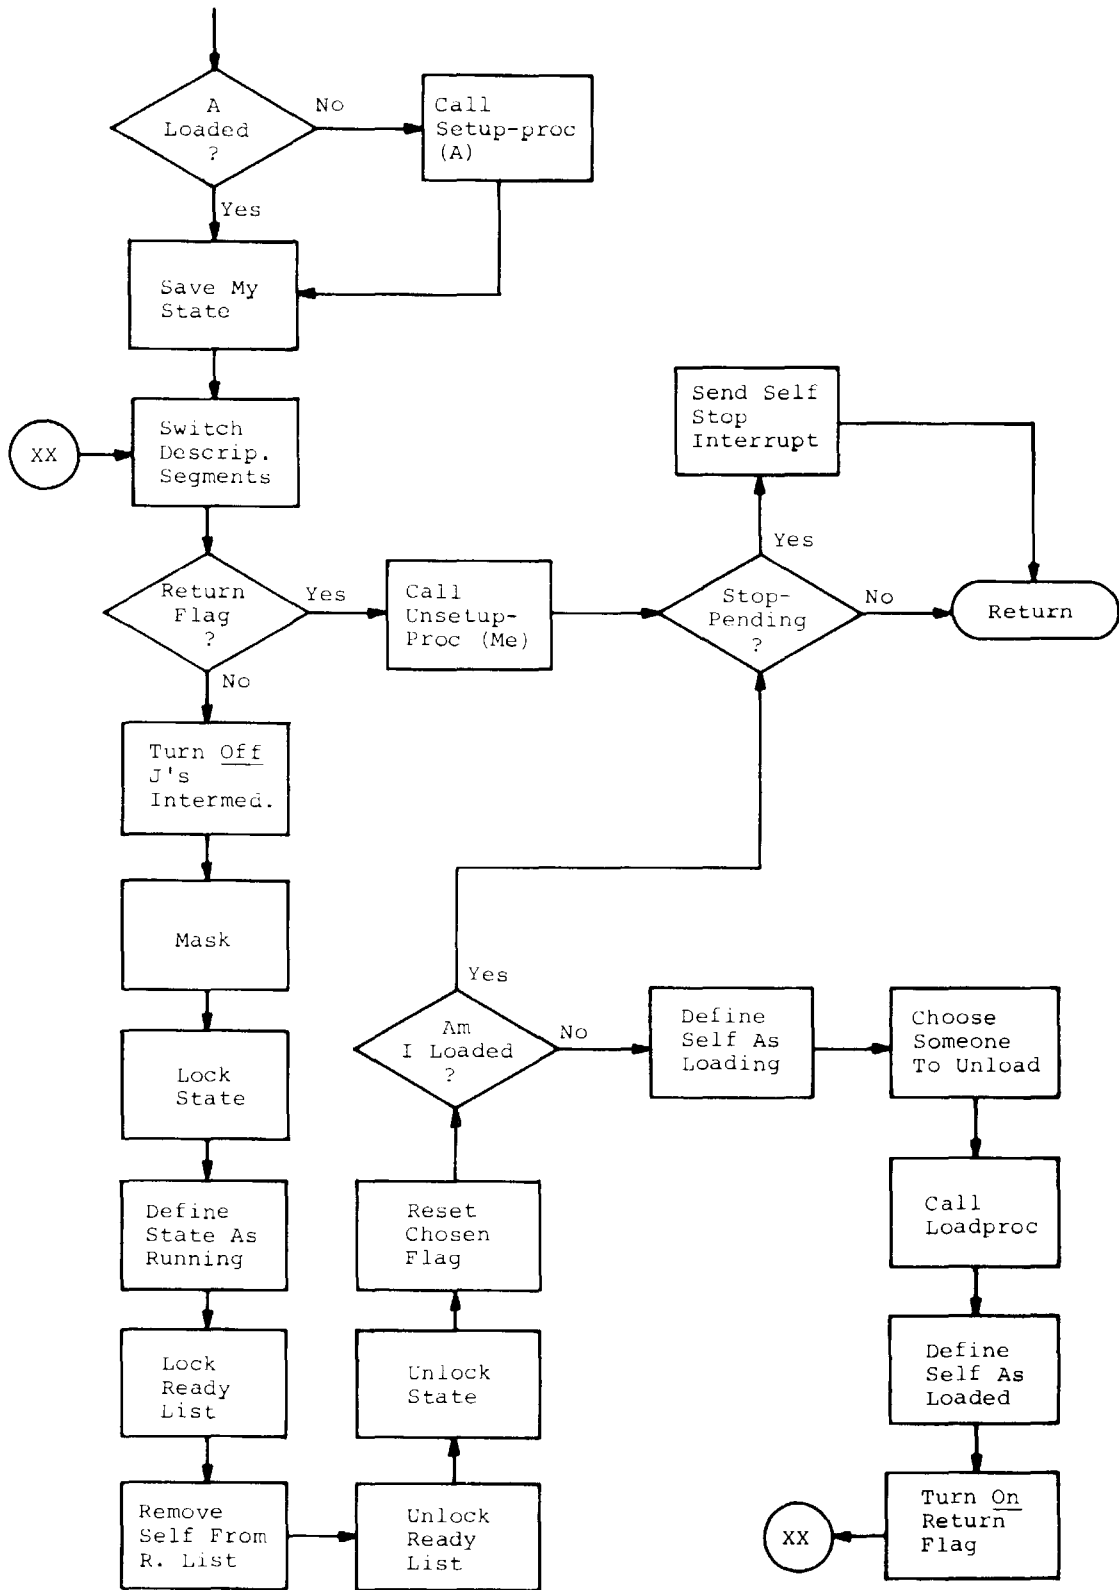 A
Loaded
?
No
Call
Setup-proc
(A)
Yes
Save My
State
XX
Switch
Descrip.
Segments
Return
Flag
?
Yes
Call
Unsetup-
Proc (Me)
Stop-
Pending
?
Yes
Send Self
Stop
Interrupt
No
Return
No
Turn Off
J's
Intermed.
Mask
Lock
State
Define
State As
Running
Lock
Ready
List
Remove
Self From
R. List
Unlock
Ready
List
Unlock
State
Reset
Chosen
Flag
Am
I Loaded
?
Yes
No
Define
Self As
Loading
Choose
Someone
To Unload
Call
Loadproc
Define
Self As
Loaded
Turn On
Return
Flag
XX